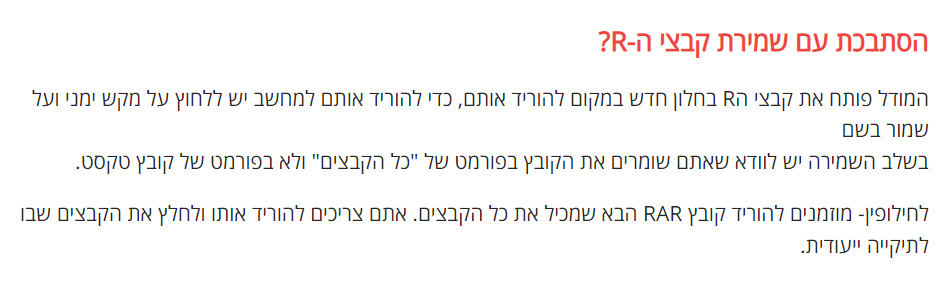 הסתבכת עם שמירת קבצי ה-R?
המודל פותח את קבצי הR בחלון חדש במקום להוריד אותם, כדי להוריד אותם למחשב יש ללחוץ על מקש ימני ועל
שמור בשם
בשלב השמירה יש לוודא שאתם שומרים את הקובץ בפורמט של "כל הקבצים" ולא בפורמט של קובץ טקסט.
לחילופין- מוזמנים להוריד קובץ RAR הבא שמכיל את כל הקבצים. אתם צריכים להוריד אותו ולחלץ את הקבצים שבו
לתיקייה ייעודית.